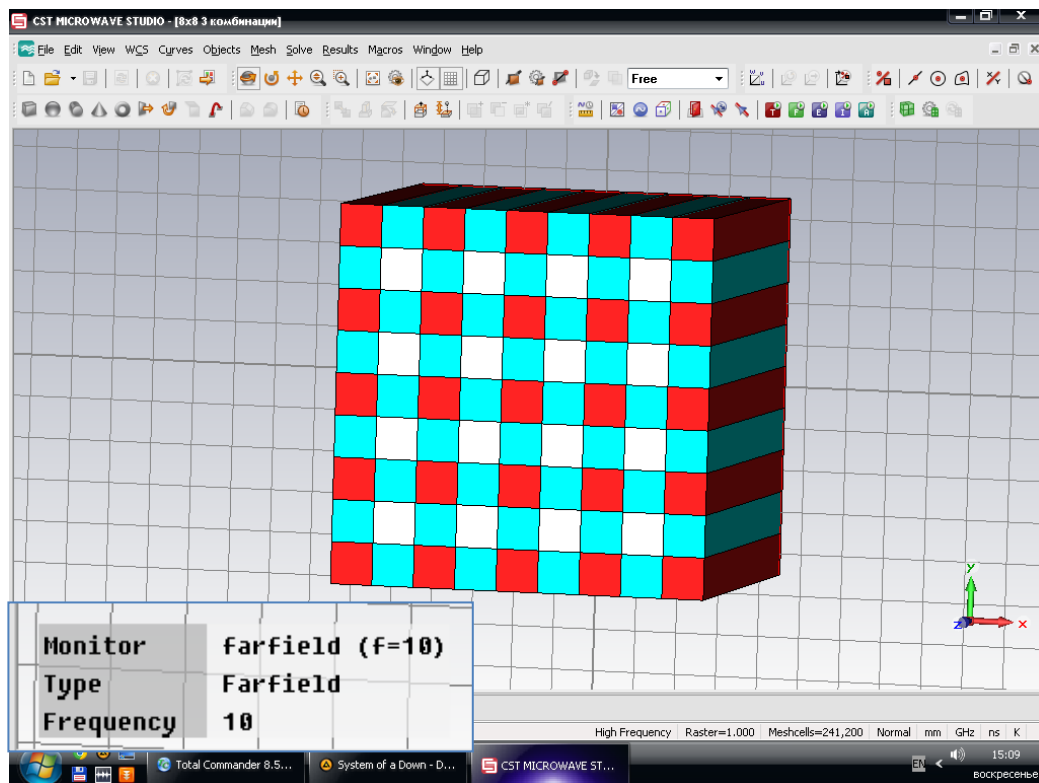 CST MICROWAVE STUDIO - [8x8 3 комбинации]
File Edit View WCS Curves Objects Mesh Solve Results Macros Window Help
Free
T F E I A
y
x
z
Monitor farfield (f=10)
Type Farfield
Frequency 10
High Frequency Raster=1.000 Meshcells=241,200 Normal mm GHz ns K
Total Commander 8.5... System of a Down - D... CST MICROWAVE ST... EN 15:09
воскресенье